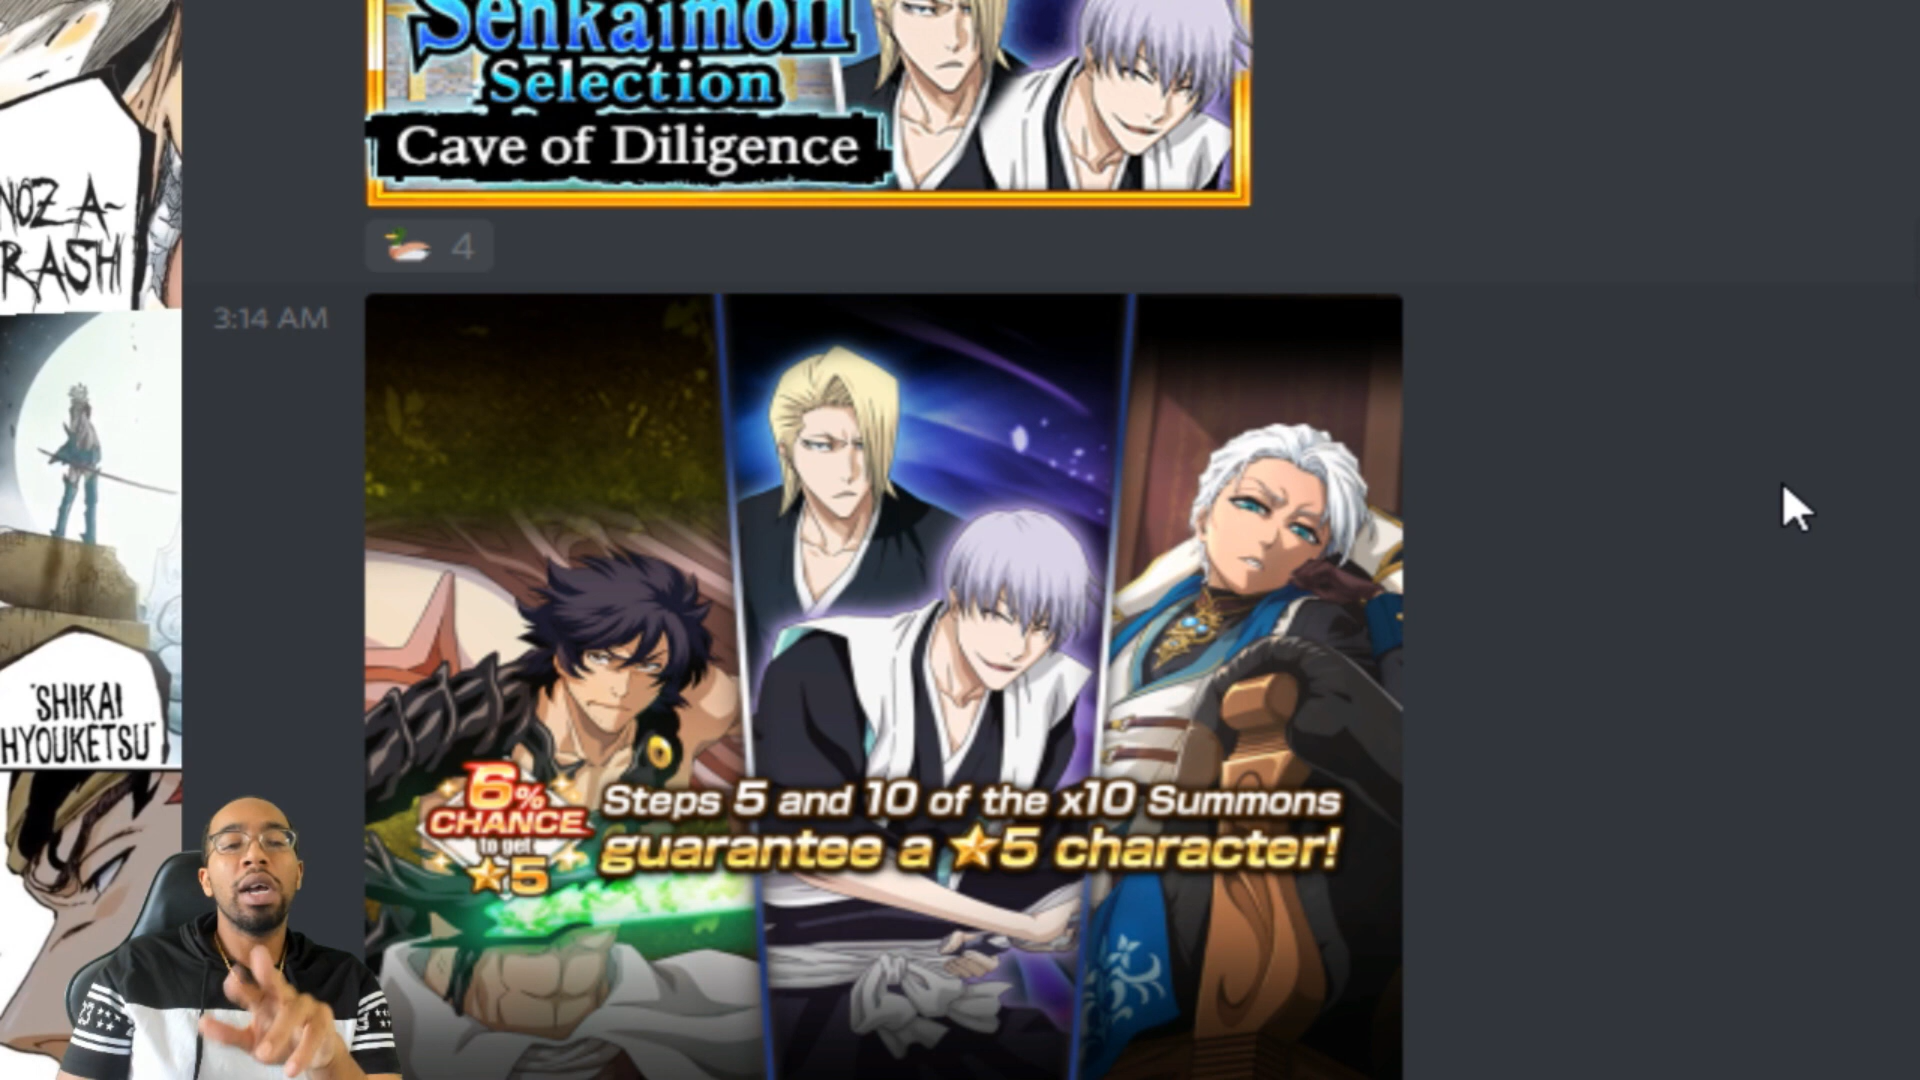 Senkaimon
Selection
Cave of Diligence
4
3:14 AM
NOZA-
RASHI
"SHIKAI
HYOUKETSU"
6%
CHANCE
to get
★5
Steps 5 and 10 of the x10 Summons
guarantee a ★5 character!
23